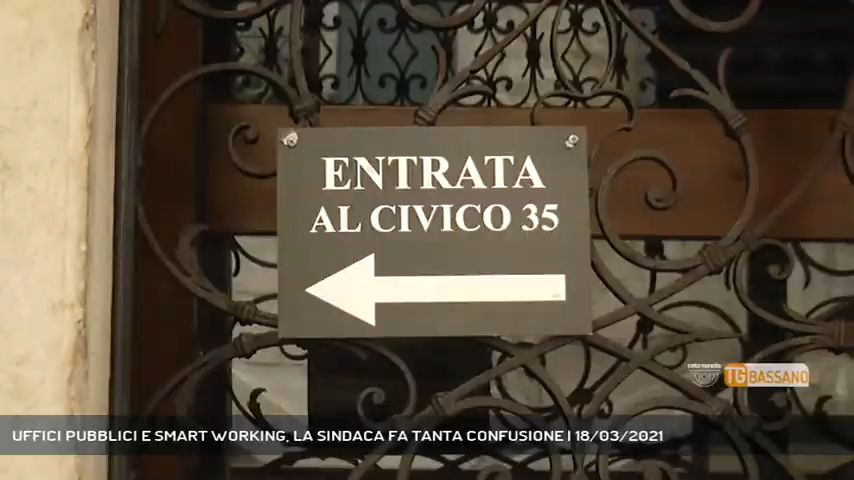 ENTRATA
AL CIVICO 35
TG BASSANO
UFFICI PUBBLICI E SMART WORKING, LA SINDACA FA TANTA CONFUSIONE | 18/03/2021